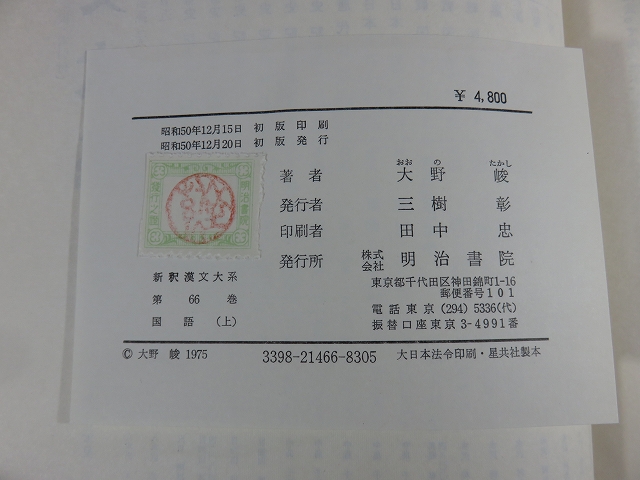 ¥ 4,800
昭和50年12月15日 初版印刷
昭和50年12月20日 初版発行
おおの たかし
著者 大野 峻
発行者 三樹 彰
印刷者 田中 忠
発行所 株式会社 明治書院
東京都千代田区神田錦町1-16
郵便番号101
電話東京(294)5336(代)
振替口座東京3-4991番
新釈漢文大系
第 66 巻
国語(上)
© 大野 峻 1975 3398-21466-8305 大日本法令印刷・星共社製本